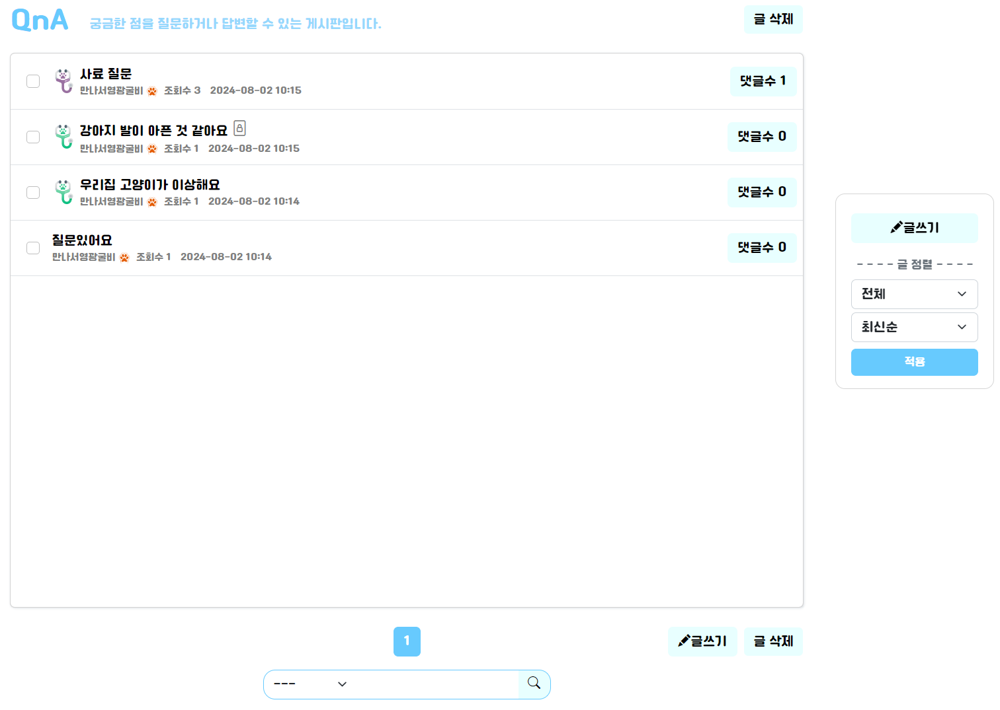 QnA 궁금한 점을 질문하거나 답변할 수 있는 게시판입니다. 글 삭제
사료 질문
만나서영광굴비 조회수 3 2024-08-02 10:15
댓글수 1
강아지 발이 아픈 것 같아요
만나서영광굴비 조회수 1 2024-08-02 10:15
댓글수 0
우리집 고양이가 이상해요
만나서영광굴비 조회수 1 2024-08-02 10:14
댓글수 0
질문있어요
만나서영광굴비 조회수 1 2024-08-02 10:14
댓글수 0
글쓰기
---- 글 정렬 ----
전체
최신순
적용
1
글쓰기 글 삭제
---